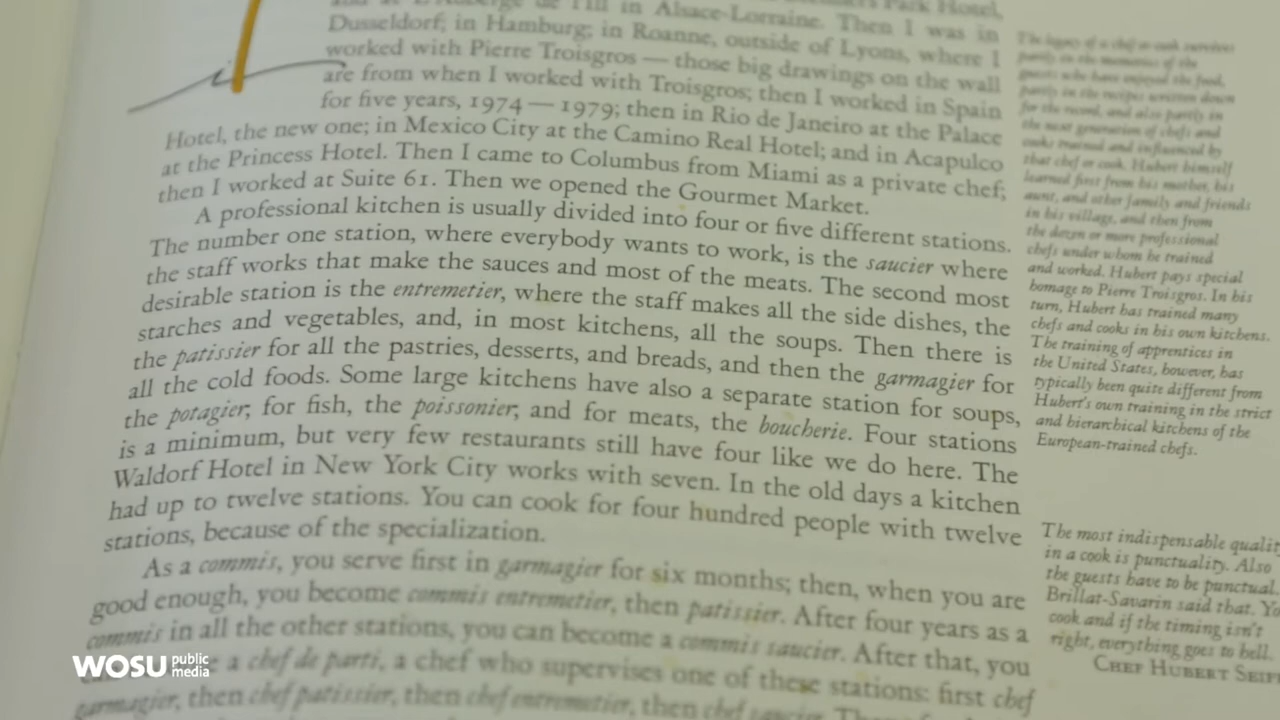 Park Hotel,
and at L'Auberge de l'Ill in Alsace-Lorraine. Then I was in
Dusseldorf; in Hamburg; in Roanne, outside of Lyons, where I
worked with Pierre Troisgros — those big drawings on the wall
are from when I worked with Troisgros; then I worked in Spain
for five years, 1974 — 1979; then in Rio de Janeiro at the Palace
Hotel, the new one; in Mexico City at the Camino Real Hotel; and in Acapulco
at the Princess Hotel. Then I came to Columbus from Miami as a private chef;
then I worked at Suite 61. Then we opened the Gourmet Market.
A professional kitchen is usually divided into four or five different stations.
The number one station, where everybody wants to work, is the saucier where
the staff works that make the sauces and most of the meats. The second most
desirable station is the entremetier, where the staff makes all the side dishes, the
starches and vegetables, and, in most kitchens, all the soups. Then there is
the patissier for all the pastries, desserts, and breads, and then the garmagier for
all the cold foods. Some large kitchens have also a separate station for soups,
the potagier; for fish, the poissonier; and for meats, the boucherie. Four stations
is a minimum, but very few restaurants still have four like we do here. The
Waldorf Hotel in New York City works with seven. In the old days a kitchen
had up to twelve stations. You can cook for four hundred people with twelve
stations, because of the specialization.
As a commis, you serve first in garmagier for six months; then, when you are
good enough, you become commis entremetier, then patissier. After four years as a
commis in all the other stations, you can become a commis saucier. After that, you
a chef de parti, a chef who supervises one of these stations: first chef
garmagier, then chef patissier, then chef entremetier, then chef saucier.
The legacy of a chef or cook survives
partly in the memories of the
guests who have enjoyed the food,
partly in the recipes written down
for the record, and also partly in
the next generation of chefs and
cooks trained and influenced by
that chef or cook. Hubert himself
learned first from his mother, his
aunt, and other family and friends
in his village, and then from
the dozen or more professional
chefs under whom he trained
and worked. Hubert pays special
homage to Pierre Troisgros. In his
turn, Hubert has trained many
chefs and cooks in his own kitchens.
The training of apprentices in
the United States, however, has
typically been quite different from
Hubert's own training in the strict
and hierarchical kitchens of the
European-trained chefs.
The most indispensable qualit
in a cook is punctuality. Also
the guests have to be punctual.
Brillat-Savarin said that. Yo
cook and if the timing isn't
right, everything goes to hell.
Chef Hubert Seif
WOSU public media